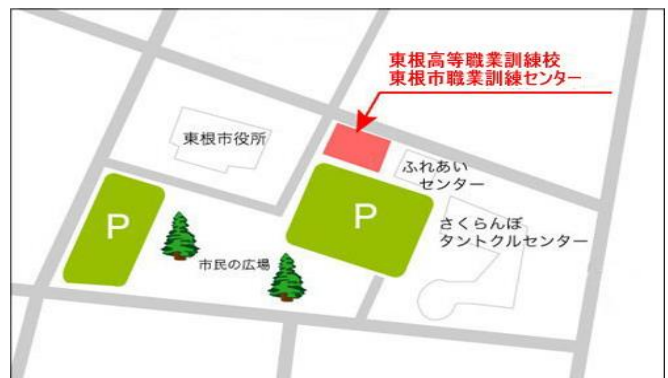 東根高等職業訓練校
東根市職業訓練センター
東根市役所
ふれあい
センター
P
P
さくらんぼ
タントクルセンター
市民の広場